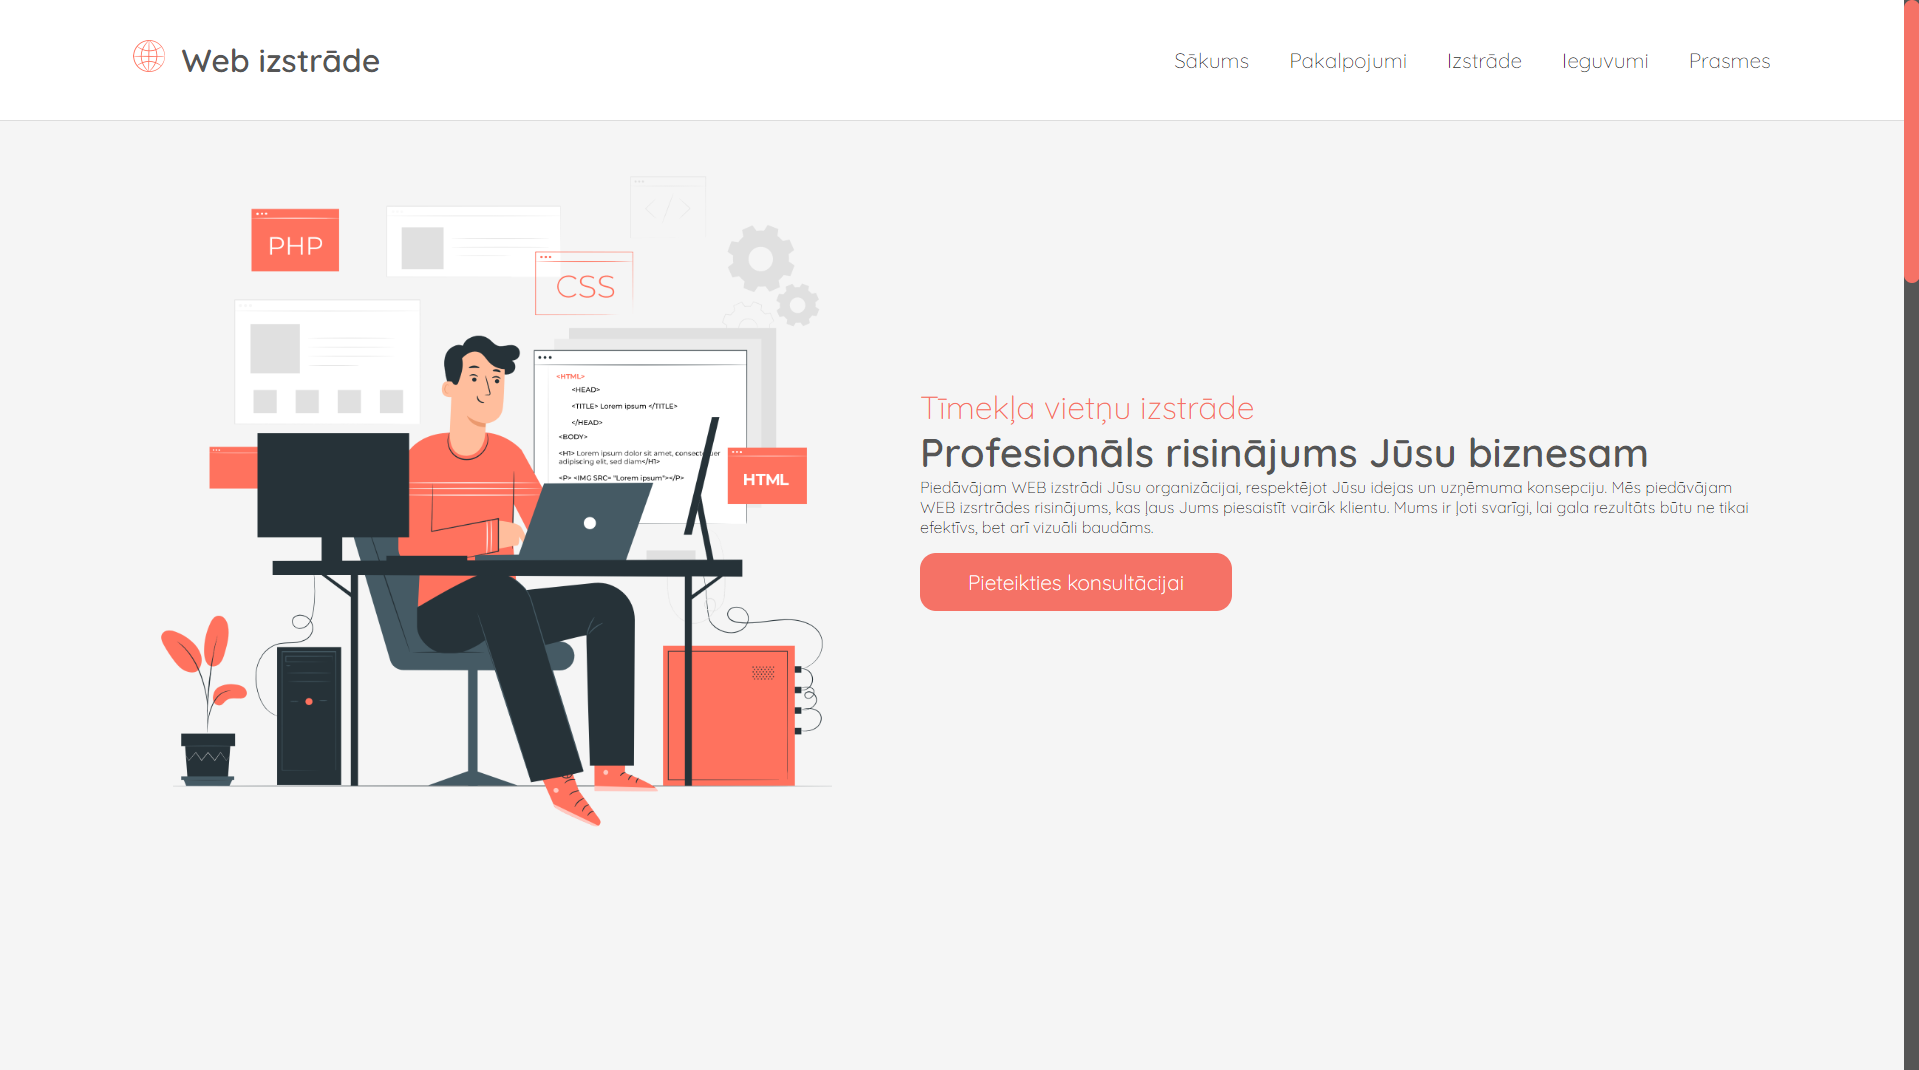 Web izstrāde
Sākums Pakalpojumi Izstrāde Ieguvumi Prasmes
PHP
CSS
<HTML>
<HEAD>
<TITLE> Lorem ipsum </TITLE>
</HEAD>
<BODY>
<H1> Lorem ipsum dolor sit amet, consectetuer
adipiscing elit, sed diam</H1>
<P> <IMG SRC= "Lorem ipsum"></P>
HTML
Tīmekļa vietņu izstrāde
Profesionāls risinājums Jūsu biznesam
Piedāvājam WEB izstrādi Jūsu organizācijai, respektējot Jūsu idejas un uzņēmuma konsepciju. Mēs piedāvājam
WEB izsrtrādes risinājums, kas ļaus Jums piesaistīt vairāk klientu. Mums ir ļoti svarīgi, lai gala rezultāts būtu ne tikai
efektīvs, bet arī vizuāli baudāms.
Pieteikties konsultācijai